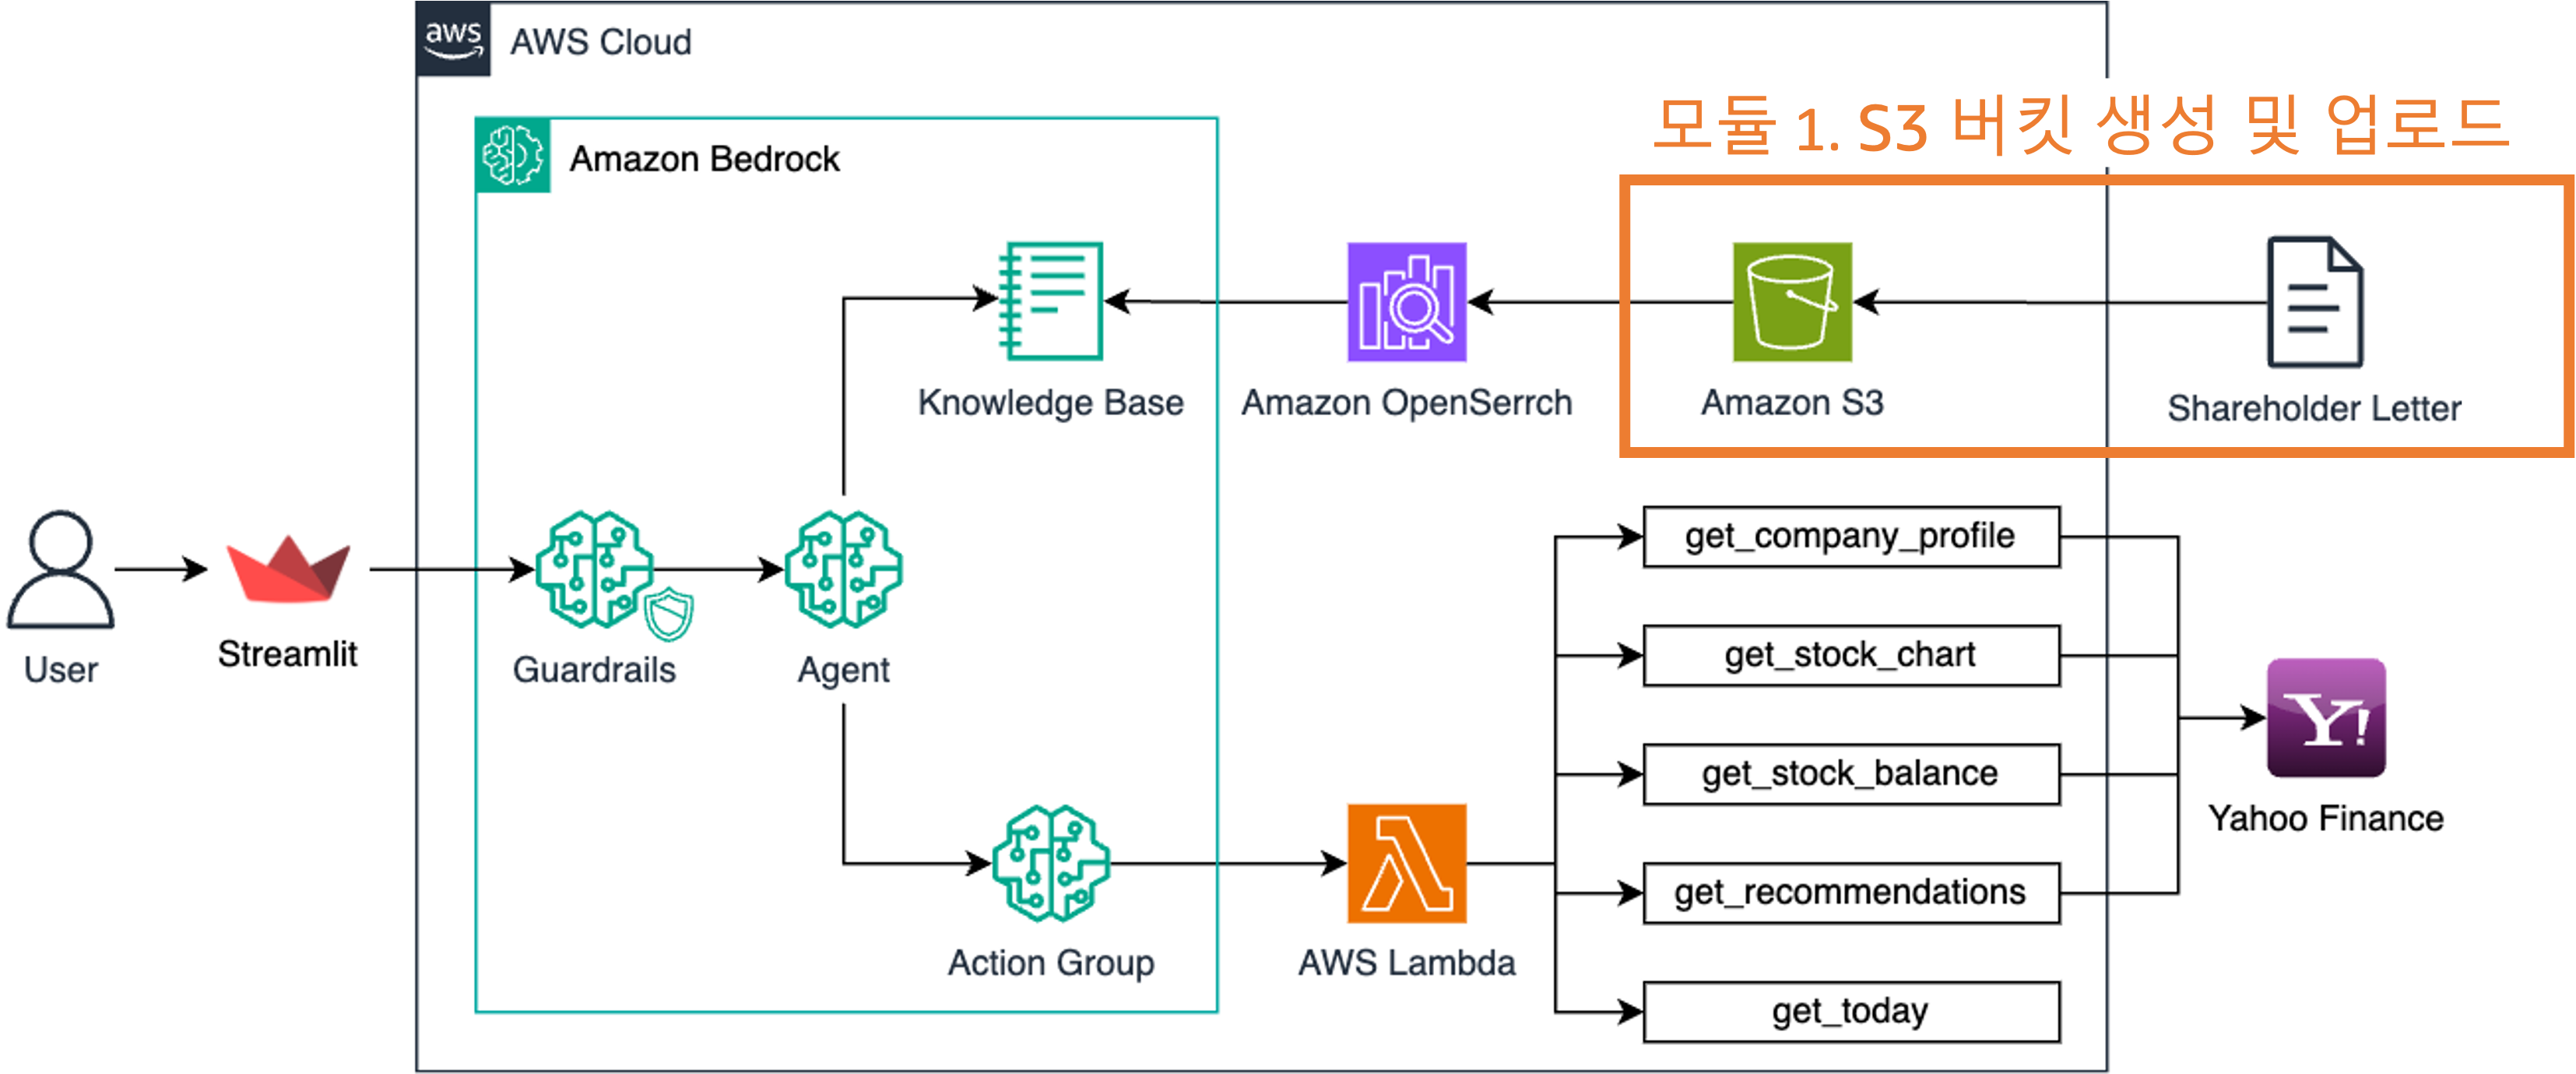 aws
AWS Cloud
모듈 1. S3 버킷 생성 및 업로드
Amazon Bedrock
Knowledge Base
Amazon OpenSerrch
Amazon S3
Shareholder Letter
User
Streamlit
Guardrails
Agent
get_company_profile
get_stock_chart
get_stock_balance
get_recommendations
get_today
Y!
Yahoo Finance
Action Group
AWS Lambda